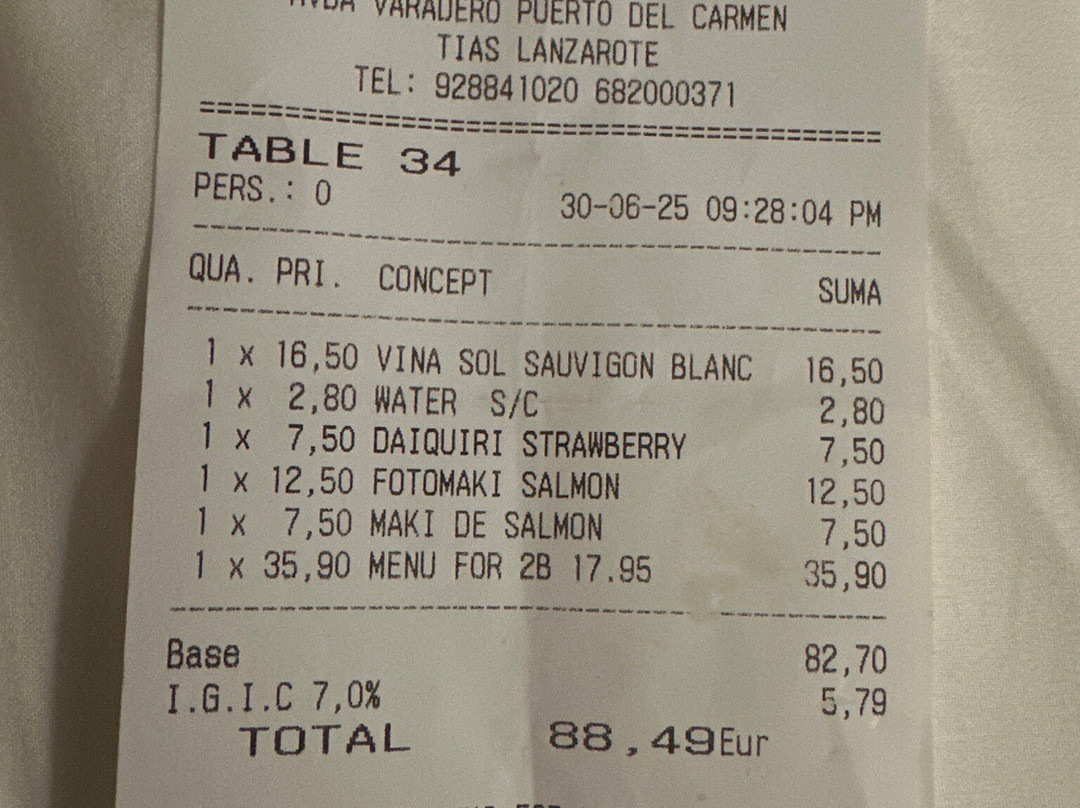 AVDA VARADERO PUERTO DEL CARMEN
TIAS LANZAROTE
TEL: 928841020 682000371
=========================================
TABLE 34
PERS.: 0 30-06-25 09:28:04 PM
-----------------------------------------
QUA. PRI. CONCEPT SUMA
-----------------------------------------
1 x 16,50 VINA SOL SAUVIGON BLANC 16,50
1 x 2,80 WATER S/C 2,80
1 x 7,50 DAIQUIRI STRAWBERRY 7,50
1 x 12,50 FOTOMAKI SALMON 12,50
1 x 7,50 MAKI DE SALMON 7,50
1 x 35,90 MENU FOR 2B 17.95 35,90
-----------------------------------------
Base 82,70
I.G.I.C 7,0% 5,79
TOTAL 88,49Eur